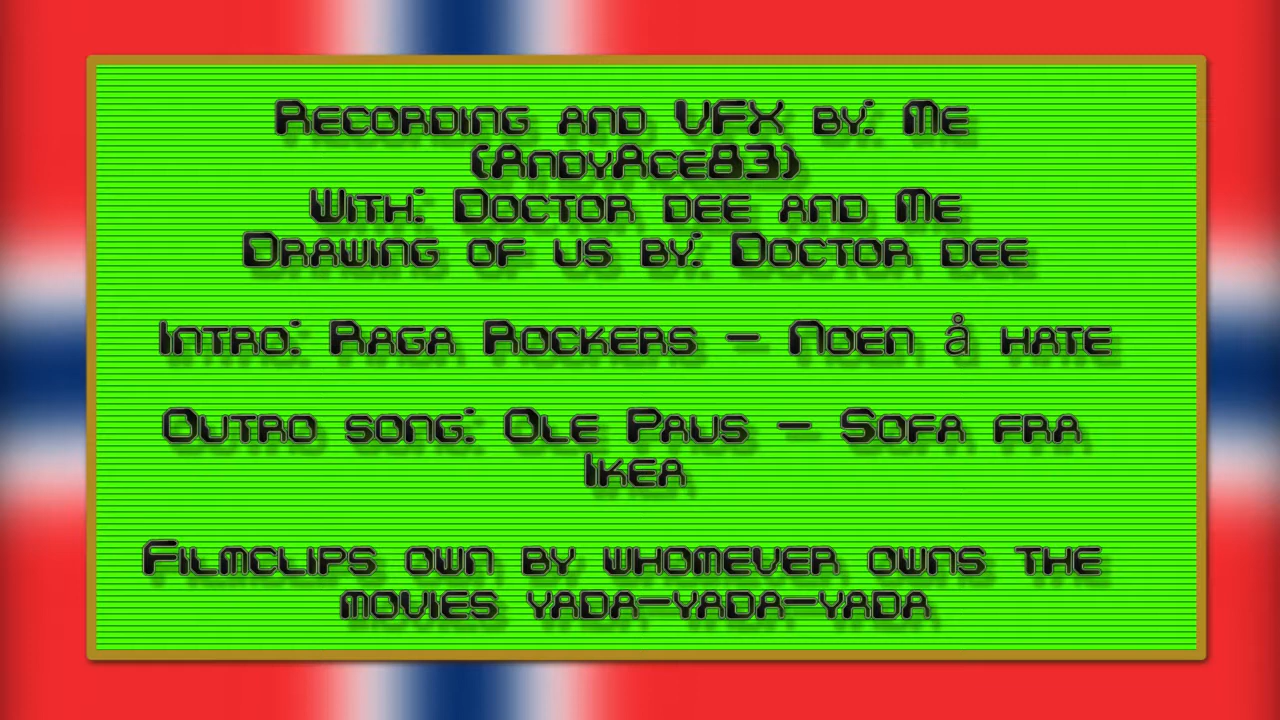 Recording and VFX by: Me
(AndyAce83)
With: Doctor dee and Me
Drawing of us by: Doctor dee
Intro: Raga Rockers - Noen å hate
Outro song: Ole Paus - Sofa fra
Ikea
Filmclips own by whomever owns the
movies yada-yada-yada